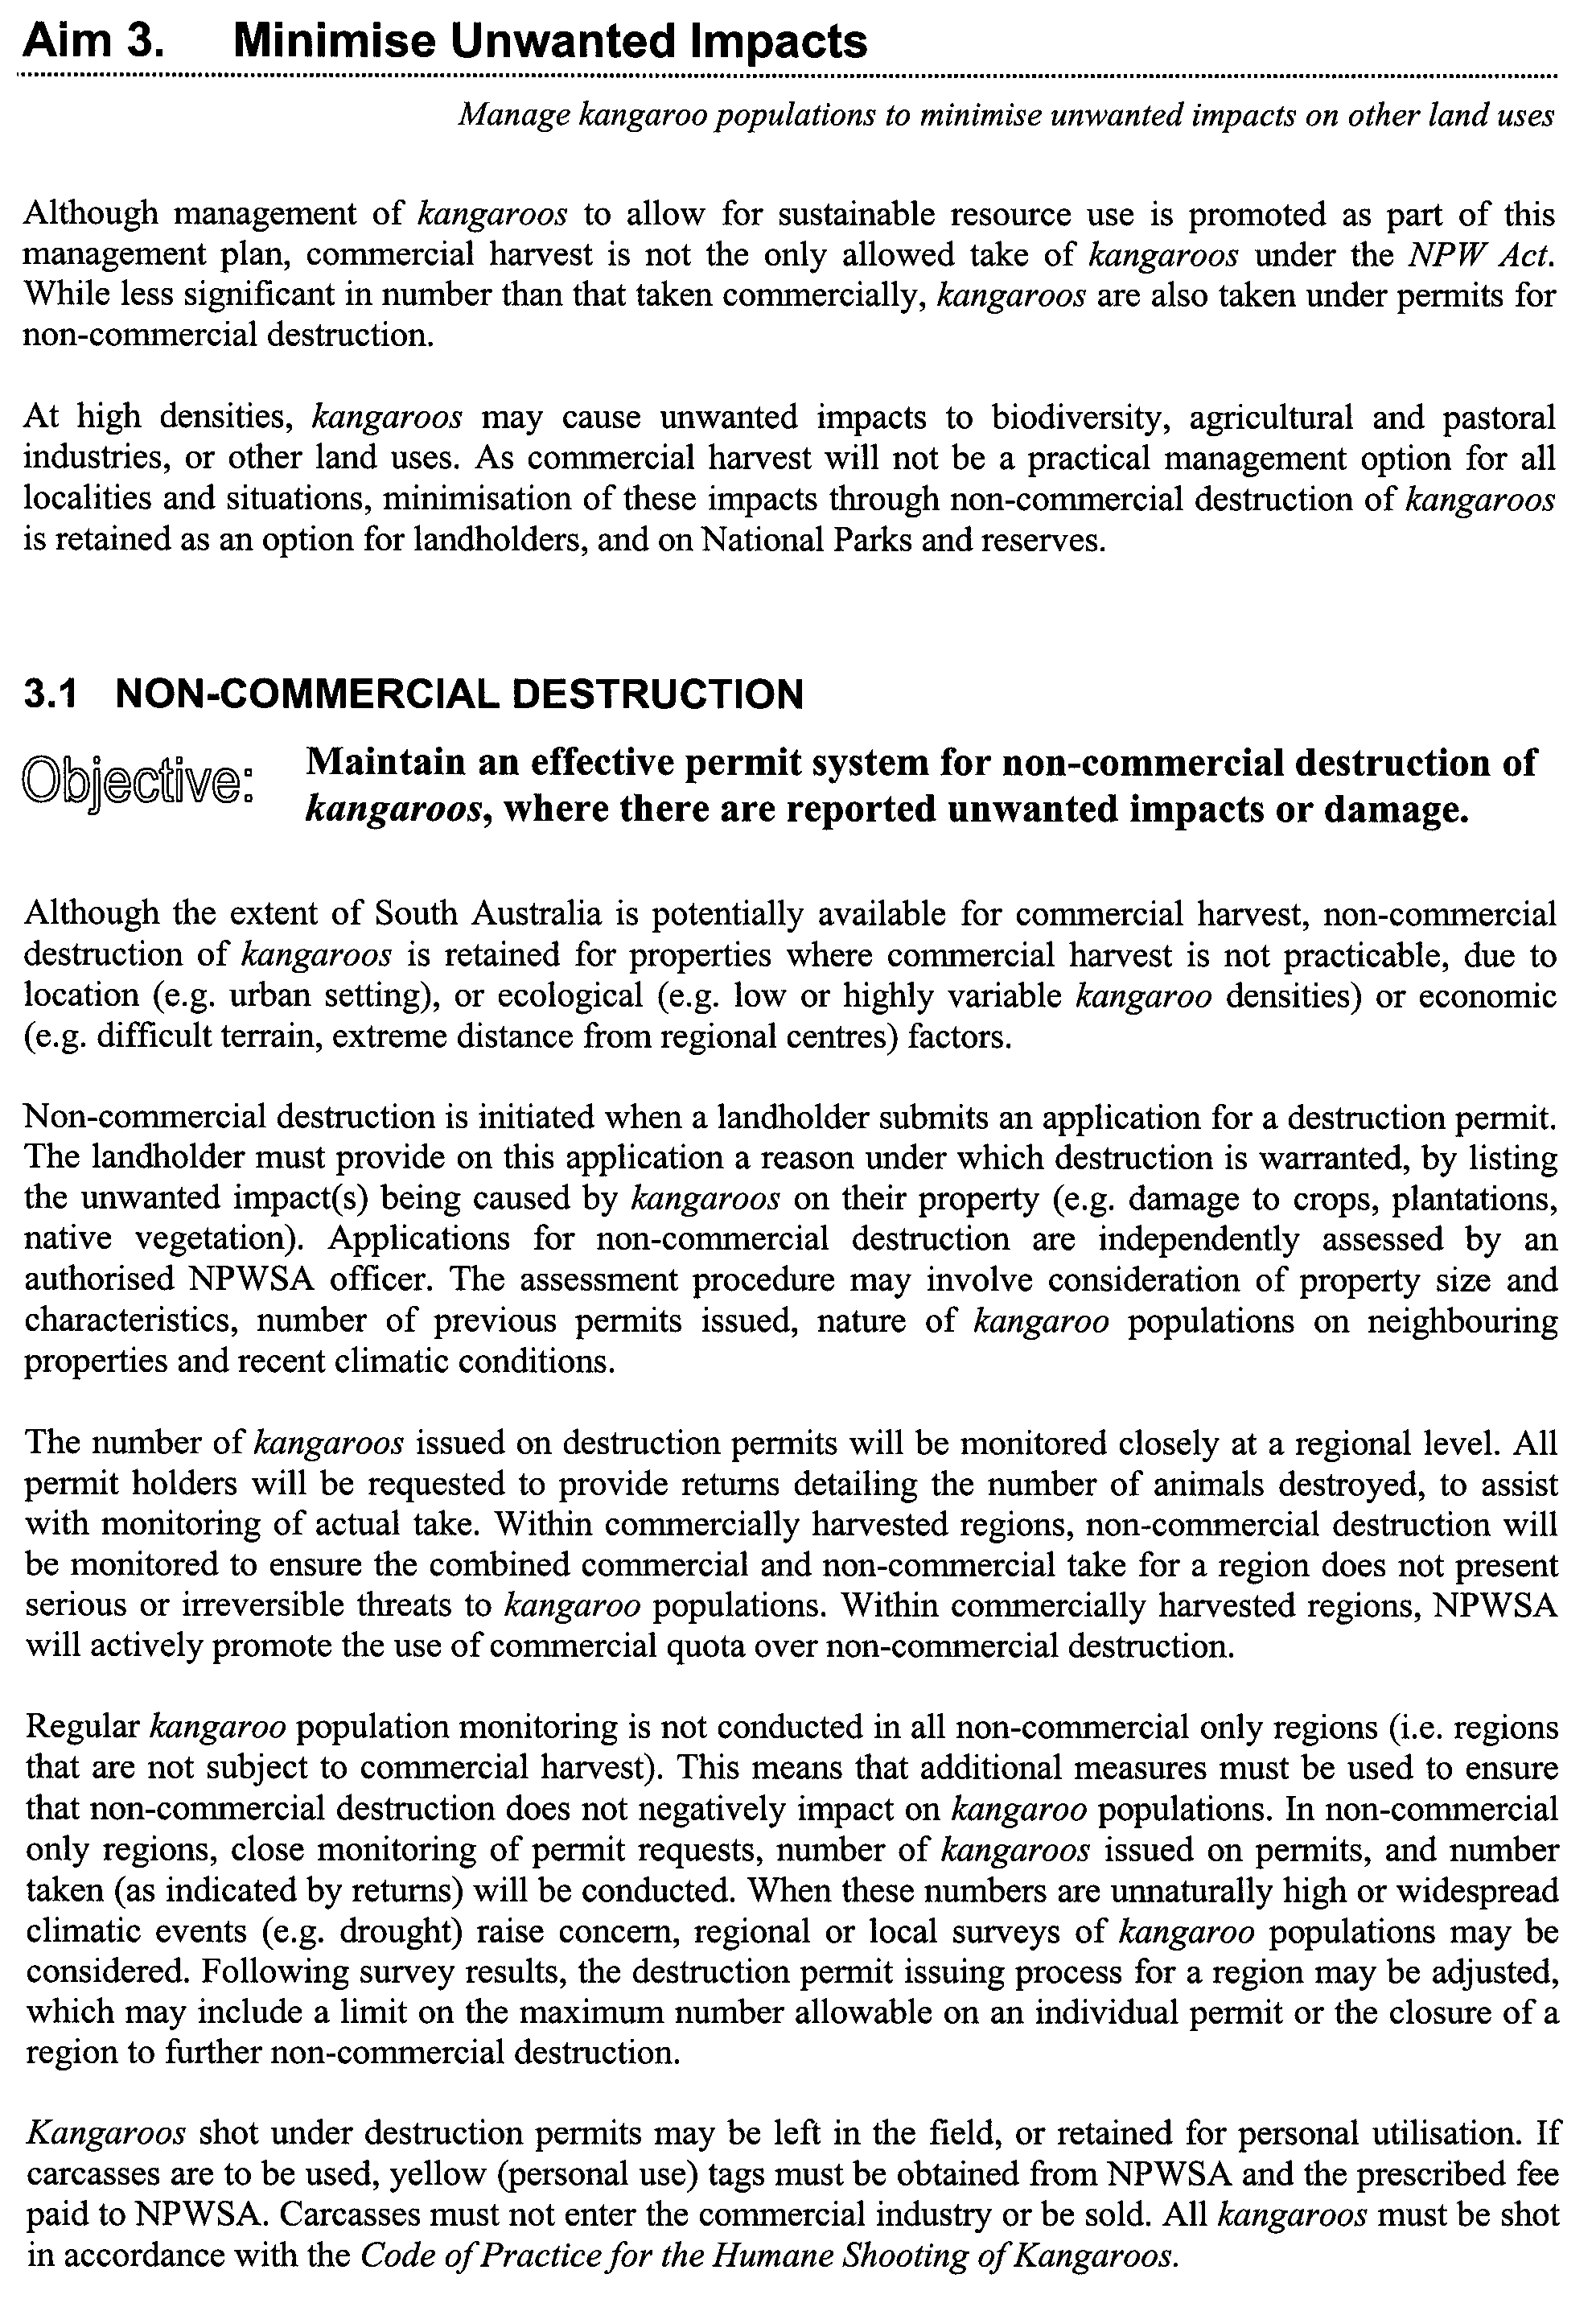 Aim 3. Minimise Unwanted Impacts
Manage kangaroo populations to minimise unwanted impacts on other land uses
Although management of kangaroos to allow for sustainable resource use is promoted as part of this
management plan, commercial harvest is not the only allowed take of kangaroos under the NPW Act.
While less significant in number than that taken commercially, kangaroos are also taken under permits for
non-commercial destruction.
At high densities, kangaroos may cause unwanted impacts to biodiversity, agricultural and pastoral
industries, or other land uses. As commercial harvest will not be a practical management option for all
localities and situations, minimisation of these impacts through non-commercial destruction of kangaroos
is retained as an option for landholders, and on National Parks and reserves.
3.1 NON-COMMERCIAL DESTRUCTION
Objective: Maintain an effective permit system for non-commercial destruction of
kangaroos, where there are reported unwanted impacts or damage.
Although the extent of South Australia is potentially available for commercial harvest, non-commercial
destruction of kangaroos is retained for properties where commercial harvest is not practicable, due to
location (e.g. urban setting), or ecological (e.g. low or highly variable kangaroo densities) or economic
(e.g. difficult terrain, extreme distance from regional centres) factors.
Non-commercial destruction is initiated when a landholder submits an application for a destruction permit.
The landholder must provide on this application a reason under which destruction is warranted, by listing
the unwanted impact(s) being caused by kangaroos on their property (e.g. damage to crops, plantations,
native vegetation). Applications for non-commercial destruction are independently assessed by an
authorised NPWSA officer. The assessment procedure may involve consideration of property size and
characteristics, number of previous permits issued, nature of kangaroo populations on neighbouring
properties and recent climatic conditions.
The number of kangaroos issued on destruction permits will be monitored closely at a regional level. All
permit holders will be requested to provide returns detailing the number of animals destroyed, to assist
with monitoring of actual take. Within commercially harvested regions, non-commercial destruction will
be monitored to ensure the combined commercial and non-commercial take for a region does not present
serious or irreversible threats to kangaroo populations. Within commercially harvested regions, NPWSA
will actively promote the use of commercial quota over non-commercial destruction.
Regular kangaroo population monitoring is not conducted in all non-commercial only regions (i.e. regions
that are not subject to commercial harvest). This means that additional measures must be used to ensure
that non-commercial destruction does not negatively impact on kangaroo populations. In non-commercial
only regions, close monitoring of permit requests, number of kangaroos issued on permits, and number
taken (as indicated by returns) will be conducted. When these numbers are unnaturally high or widespread
climatic events (e.g. drought) raise concern, regional or local surveys of kangaroo populations may be
considered. Following survey results, the destruction permit issuing process for a region may be adjusted,
which may include a limit on the maximum number allowable on an individual permit or the closure of a
region to further non-commercial destruction.
Kangaroos shot under destruction permits may be left in the field, or retained for personal utilisation. If
carcasses are to be used, yellow (personal use) tags must be obtained from NPWSA and the prescribed fee
paid to NPWSA. Carcasses must not enter the commercial industry or be sold. All kangaroos must be shot
in accordance with the Code of Practice for the Humane Shooting of Kangaroos.